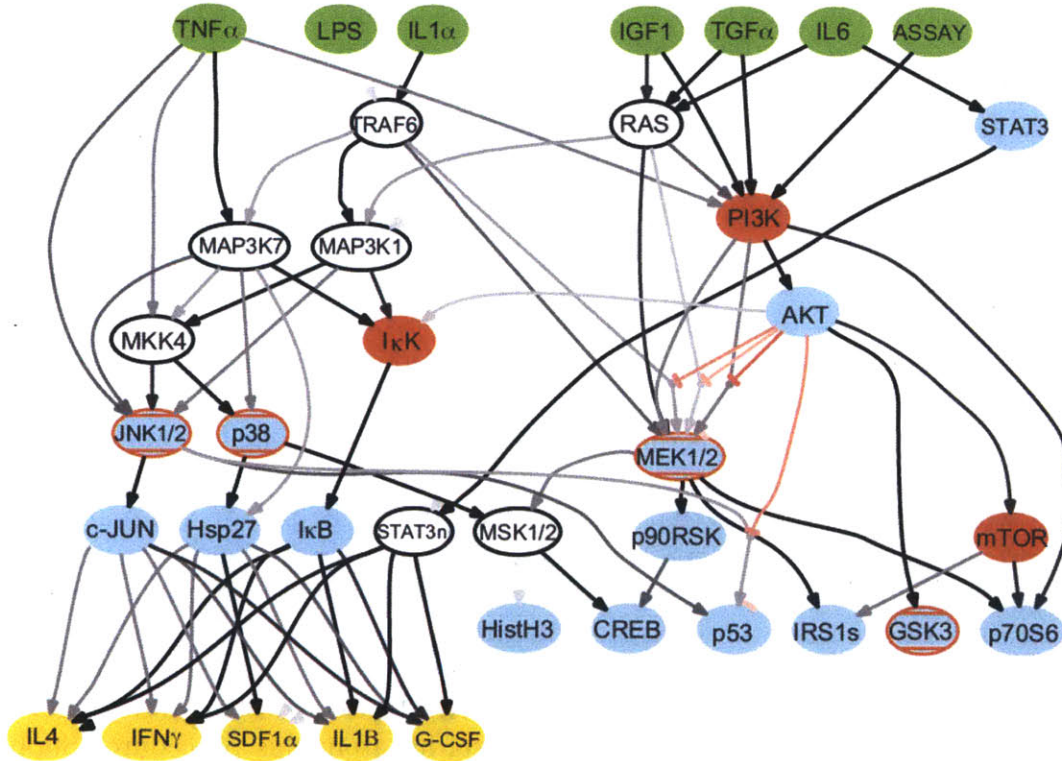 TNFα LPS IL1α IGF1 TGFα IL6 ASSAY
TRAF6 RAS STAT3
PI3K
MAP3K7 MAP3K1
AKT
MKK4 IκK
JNK1/2 p38 MEK1/2
c-JUN Hsp27 IκB STAT3n MSK1/2 p90RSK mTOR
HistH3 CREB p53 IRS1s GSK3 p70S6
IL4 IFNγ SDF1α IL1B G-CSF